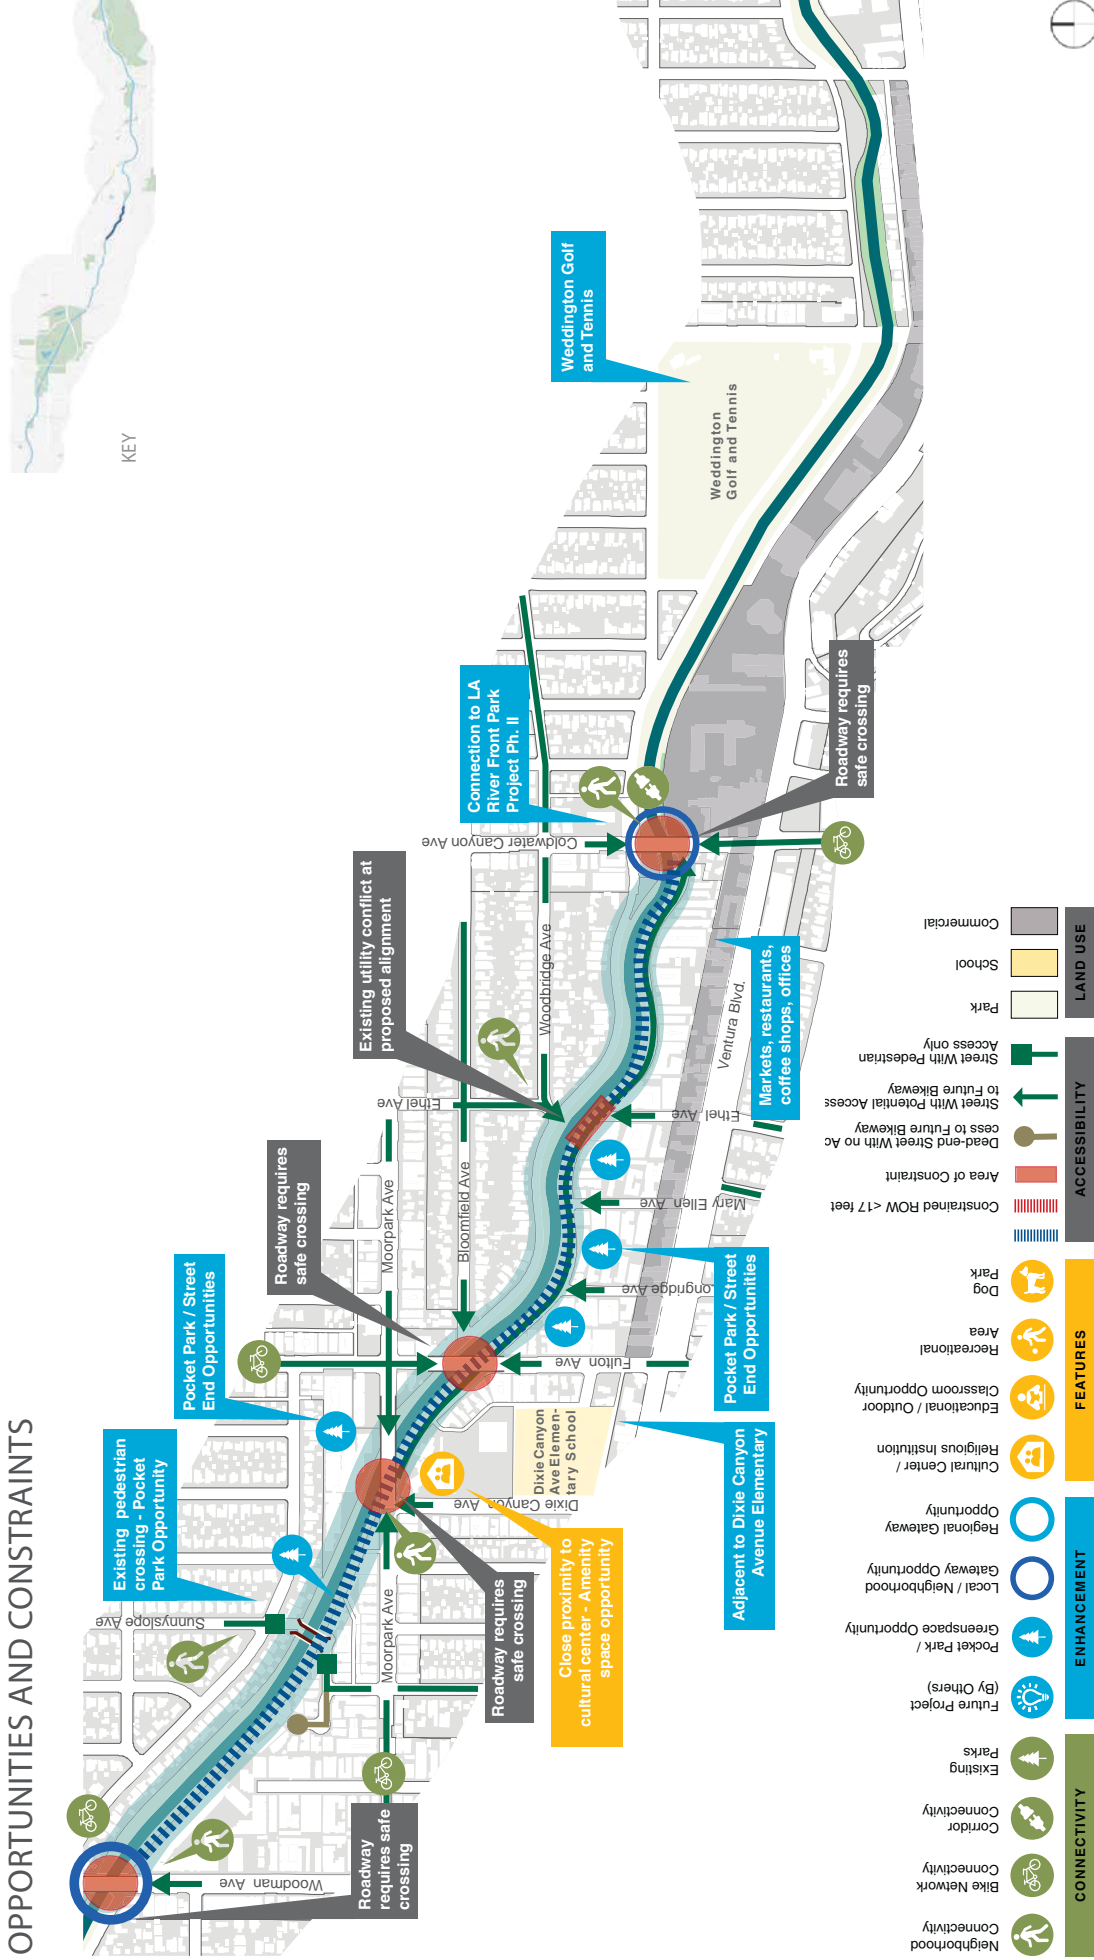 OPPORTUNITIES AND CONSTRAINTS
KEY
Roadway
requires safe
crossing
Woodman Ave
Existing pedestrian
crossing - Pocket
Park Opportunity
Sunnyslope Ave
Moorpark Ave
Pocket Park / Street
End Opportunities
Roadway requires
safe crossing
Close proximity to
cultural center - Amenity
space opportunity
Dixie Canyon Ave
Dixie Canyon
Ave Elemen-
tary School
Adjacent to Dixie Canyon
Avenue Elementary
Roadway requires
safe crossing
Moorpark Ave
Bloomfield Ave
Fulton Ave
Longridge Ave
Pocket Park / Street
End Opportunities
Mary Ellen Ave
Ethel Ave
Ethel Ave
Existing utility conflict at
proposed alignment
Woodbridge Ave
Ventura Blvd.
Markets, restaurants,
coffee shops, offices
Coldwater Canyon Ave
Connection to LA
River Front Park
Project Ph. II
Roadway requires
safe crossing
Weddington Golf
and Tennis
Weddington
Golf and Tennis
CONNECTIVITY
Neighborhood
Connectivity
Bike Network
Connectivity
Corridor
Connectivity
Existing
Parks
ENHANCEMENT
Future Project
(By Others)
Pocket Park /
Greenspace Opportunity
Local / Neighborhood
Gateway Opportunity
Regional Gateway
Opportunity
FEATURES
Cultural Center /
Religious Institution
Educational / Outdoor
Classroom Opportunity
Recreational
Area
Dog
Park
ACCESSIBILITY
Constrained ROW <17 feet
Area of Constraint
Dead-end Street With no Ac
cess to Future Bikeway
Street With Potential Access
to Future Bikeway
Street With Pedestrian
Access only
LAND USE
Park
School
Commercial